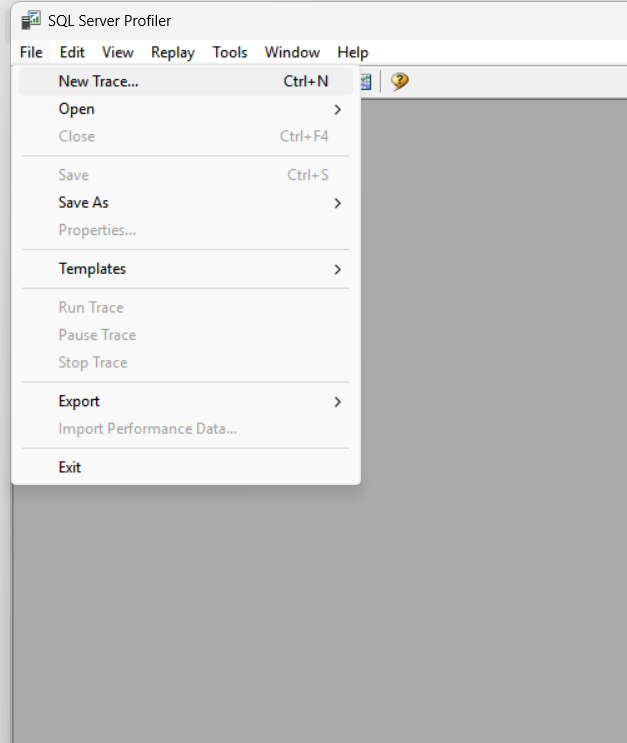 SQL Server Profiler
File Edit View Replay Tools Window Help
New Trace... Ctrl+N
Open
Close Ctrl+F4
Save Ctrl+S
Save As
Properties...
Templates
Run Trace
Pause Trace
Stop Trace
Export
Import Performance Data...
Exit